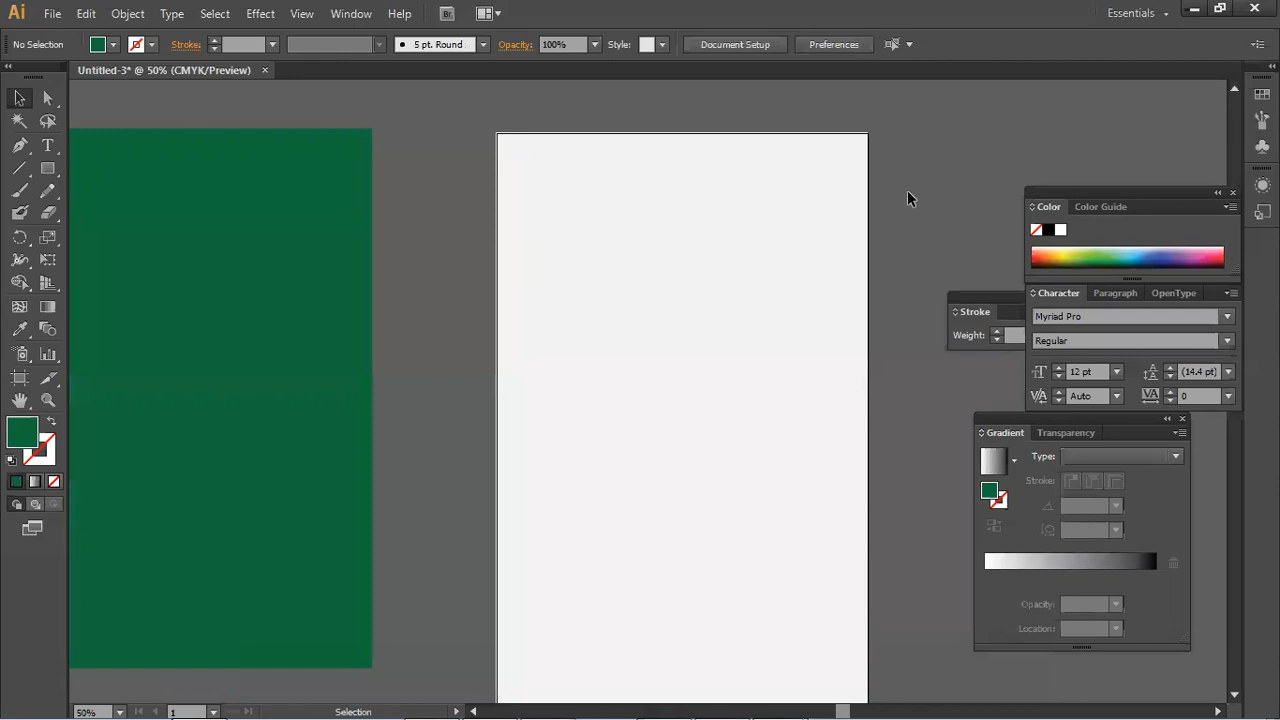 Ai File Edit Object Type Select Effect View Window Help Br Essentials
No Selection Stroke: 5 pt. Round Opacity: 100% Style: Document Setup Preferences
Untitled-3* @ 50% (CMYK/Preview) ×
Color Color Guide
Character Paragraph OpenType
Stroke
Myriad Pro
Weight:
Regular
12 pt (14.4 pt)
Auto 0
Gradient Transparency
Type:
Stroke:
Opacity:
Location:
50% 1 Selection